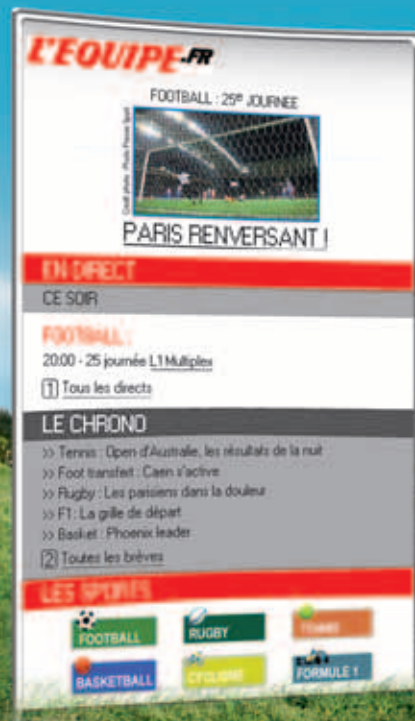 L'EQUIPE.FR
FOOTBALL : 25e JOURNEE
PARIS RENVERSANT !
EN DIRECT
CE SOIR
FOOTBALL :
20:00 - 25 journée L1 Multiplex
[1] Tous les directs
LE CHRONO
>> Tennis : Open d'Australie, les résultats de la nuit
>> Foot transfert : Caen s'active
>> Rugby : Les parisiens dans la douleur
>> F1 : La grille de départ
>> Basket : Phoenix leader
[2] Toutes les brèves
LES SPORTS
FOOTBALL RUGBY TENNIS
BASKETBALL CYCLISME FORMULE 1